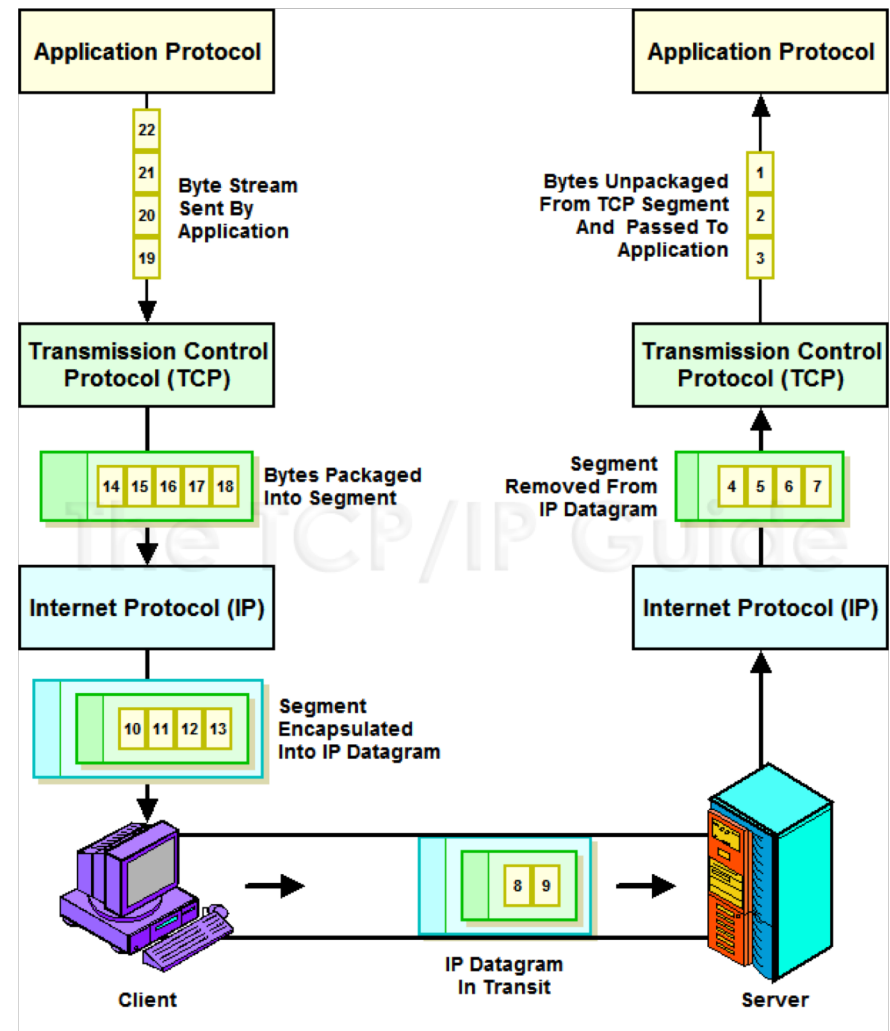 Application Protocol
Application Protocol
22
21
20
19
Byte Stream
Sent By
Application
Bytes Unpackaged
From TCP Segment
And Passed To
Application
1
2
3
Transmission Control
Protocol (TCP)
Transmission Control
Protocol (TCP)
14 15 16 17 18
Bytes Packaged
Into Segment
Segment
Removed From
IP Datagram
4 5 6 7
The TCP/IP Guide
Internet Protocol (IP)
Internet Protocol (IP)
10 11 12 13
Segment
Encapsulated
Into IP Datagram
8 9
IP Datagram
In Transit
Client
Server